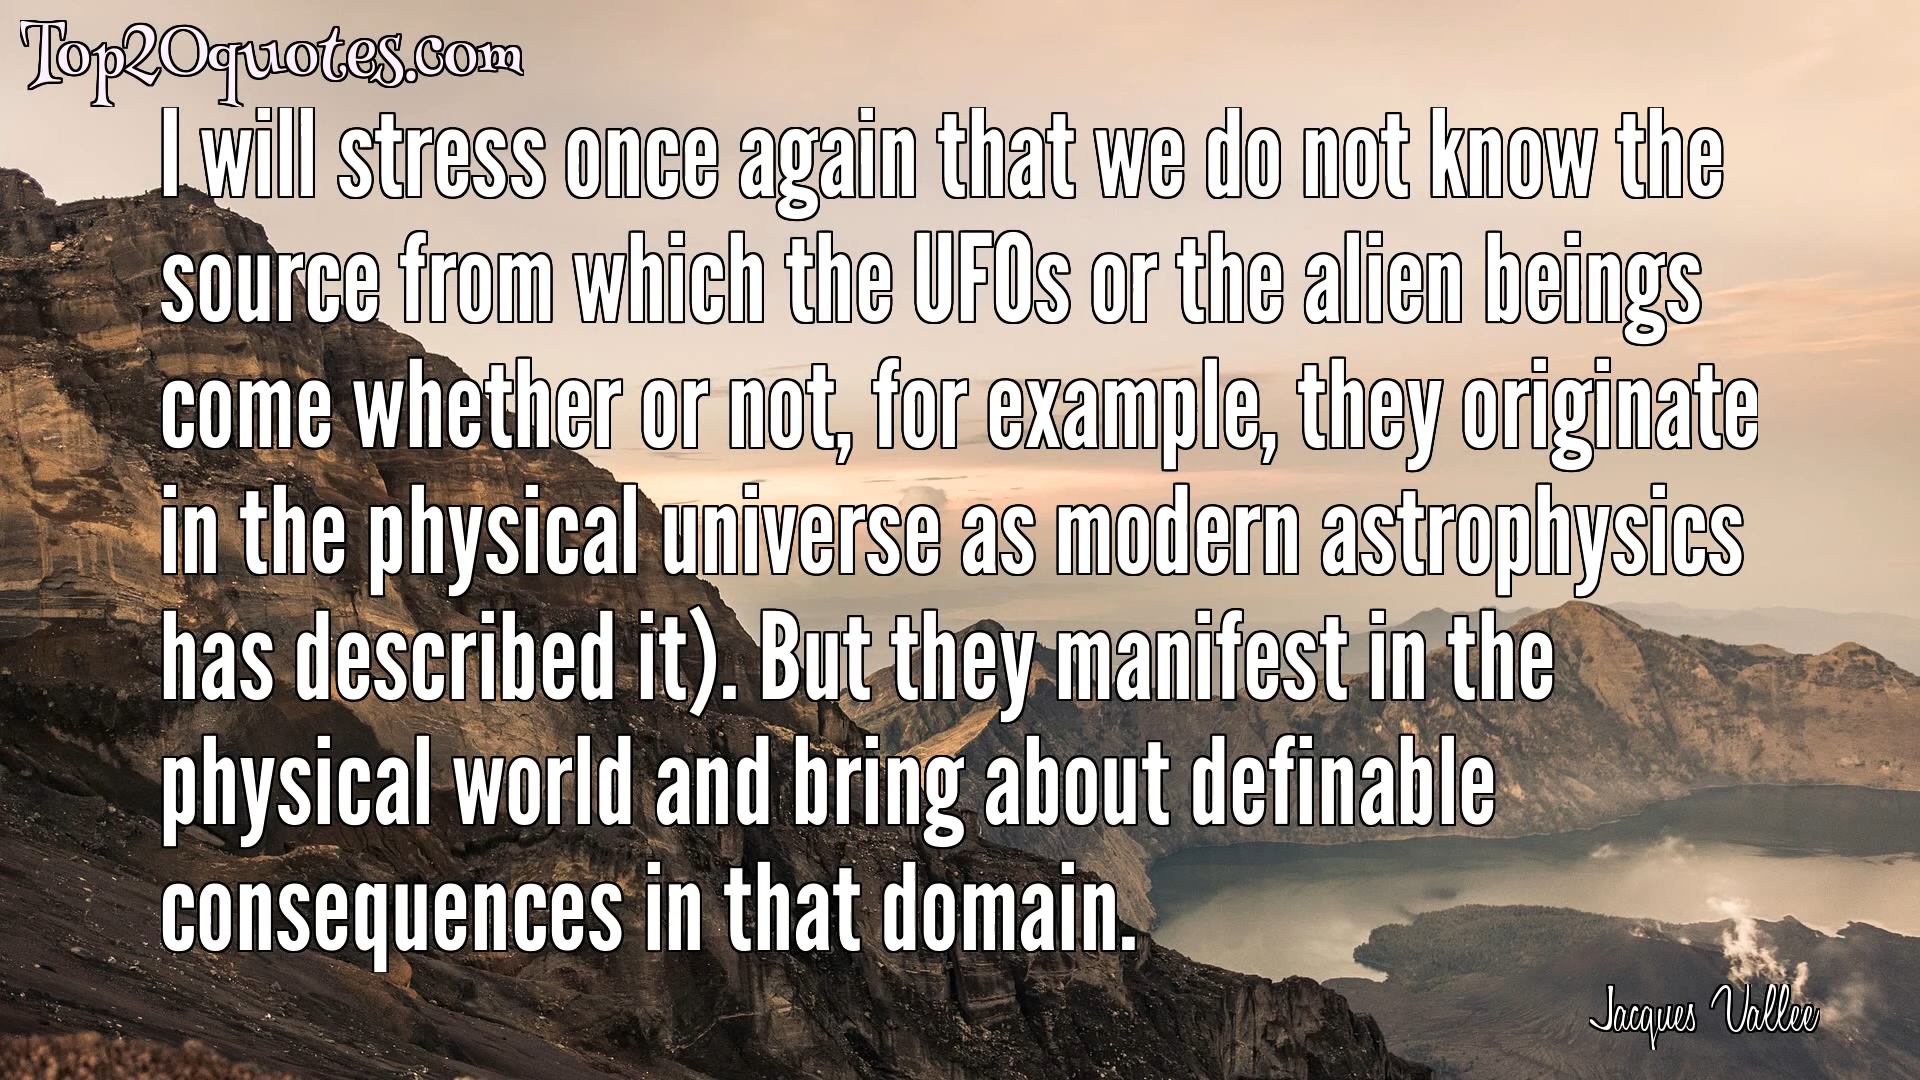 Top20quotes.com
I will stress once again that we do not know the
source from which the UFOs or the alien beings
come whether or not, for example, they originate
in the physical universe as modern astrophysics
has described it). But they manifest in the
physical world and bring about definable
consequences in that domain.
Jacques Vallee